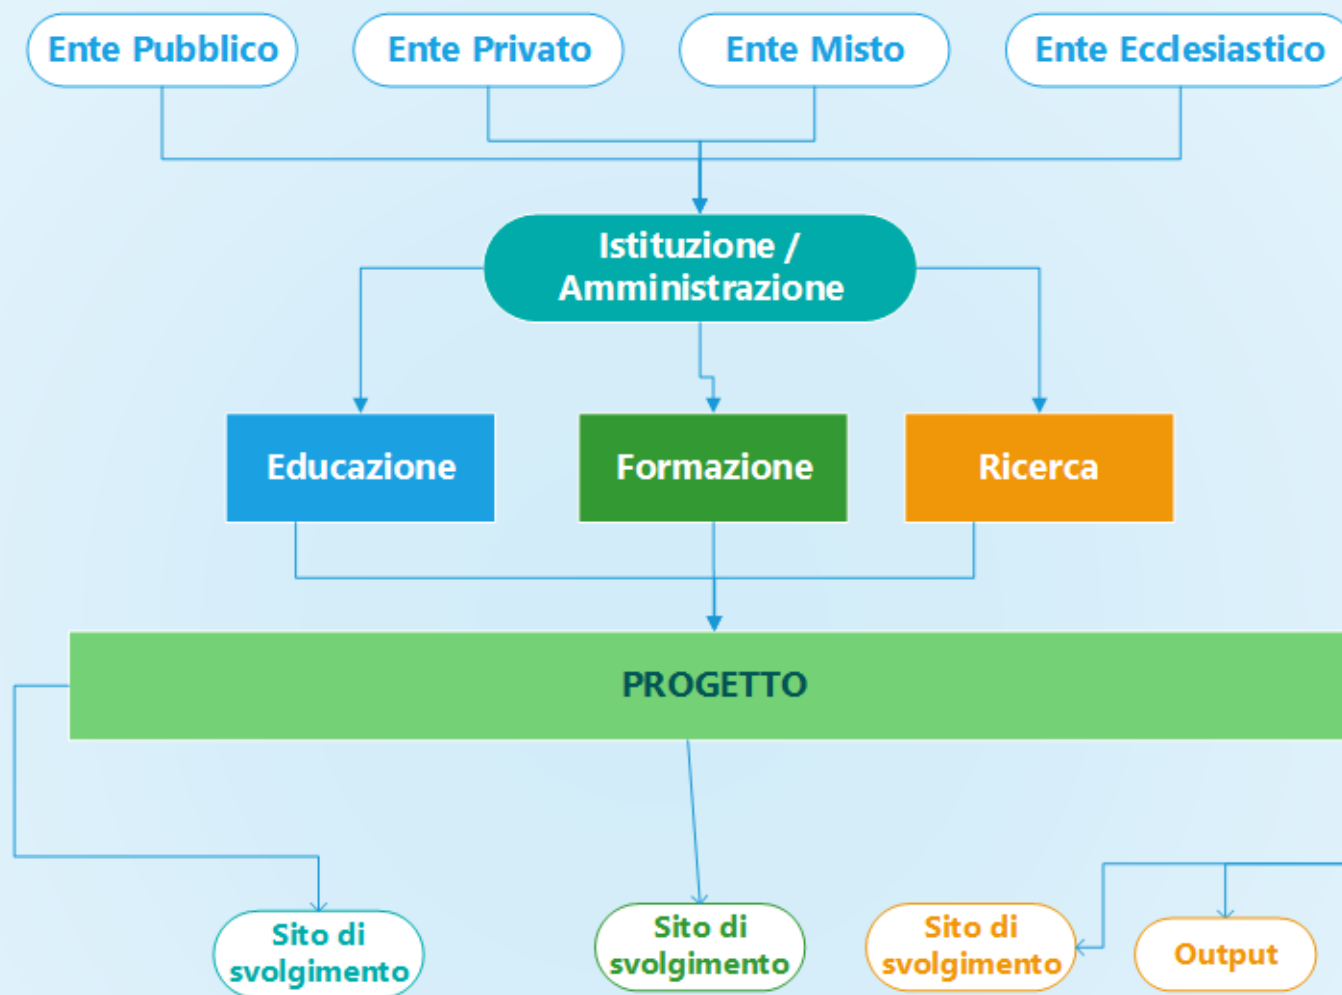 Ente Pubblico
Ente Privato
Ente Misto
Ente Ecclesiastico
Istituzione /
Amministrazione
Educazione
Formazione
Ricerca
PROGETTO
Sito di
svolgimento
Sito di
svolgimento
Sito di
svolgimento
Output